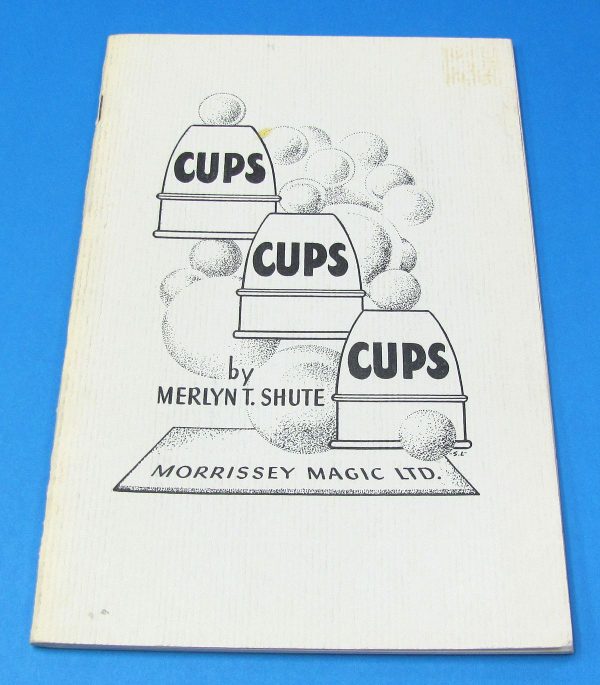 CUPS
CUPS
CUPS
by
MERLYN T. SHUTE
MORRISSEY MAGIC LTD.